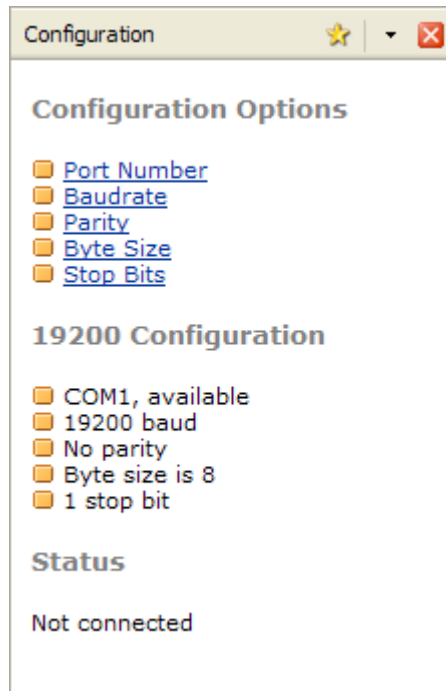 Configuration
Configuration Options
Port Number
Baudrate
Parity
Byte Size
Stop Bits
19200 Configuration
COM1, available
19200 baud
No parity
Byte size is 8
1 stop bit
Status
Not connected